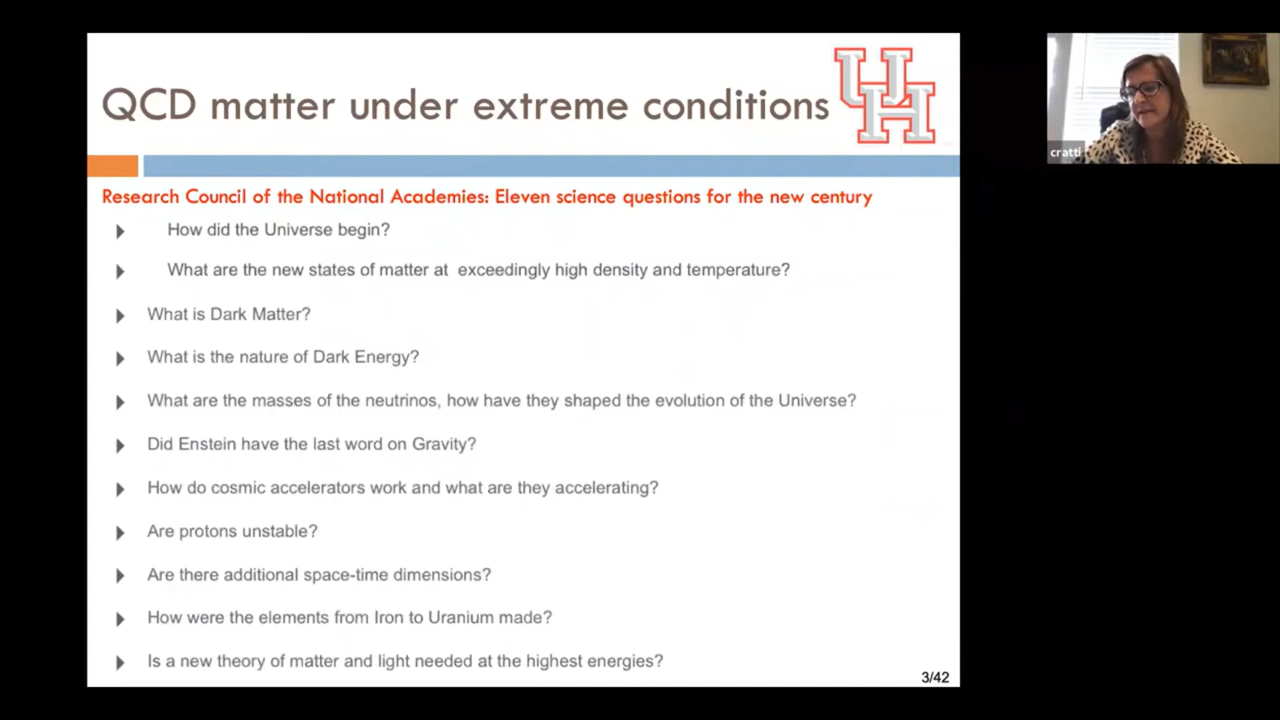 QCD matter under extreme conditions
UH
cratti
Research Council of the National Academies: Eleven science questions for the new century
How did the Universe begin?
What are the new states of matter at exceedingly high density and temperature?
What is Dark Matter?
What is the nature of Dark Energy?
What are the masses of the neutrinos, how have they shaped the evolution of the Universe?
Did Enstein have the last word on Gravity?
How do cosmic accelerators work and what are they accelerating?
Are protons unstable?
Are there additional space-time dimensions?
How were the elements from Iron to Uranium made?
Is a new theory of matter and light needed at the highest energies?
3/42